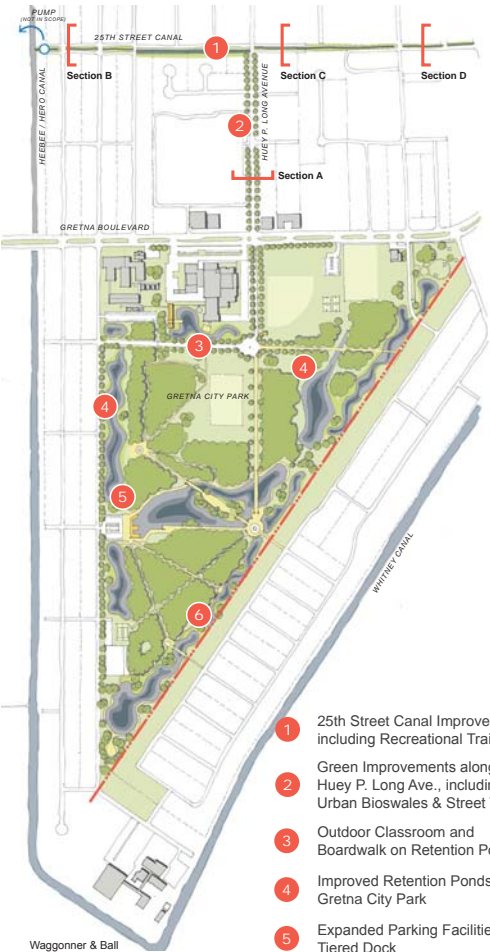 PUMP
(NOT IN SCOPE)
25TH STREET CANAL
1
Section B
Section C
Section D
HEEBEE / HERO CANAL
2
HUEY P. LONG AVENUE
Section A
GRETNA BOULEVARD
3
4
4
GRETNA CITY PARK
5
WHITNEY CANAL
6
1 25th Street Canal Improve
including Recreational Trai
2 Green Improvements along
Huey P. Long Ave., includin
Urban Bioswales & Street
3 Outdoor Classroom and
Boardwalk on Retention Po
4 Improved Retention Ponds
Gretna City Park
5 Expanded Parking Facilitie
Tiered Dock
Waggonner & Ball